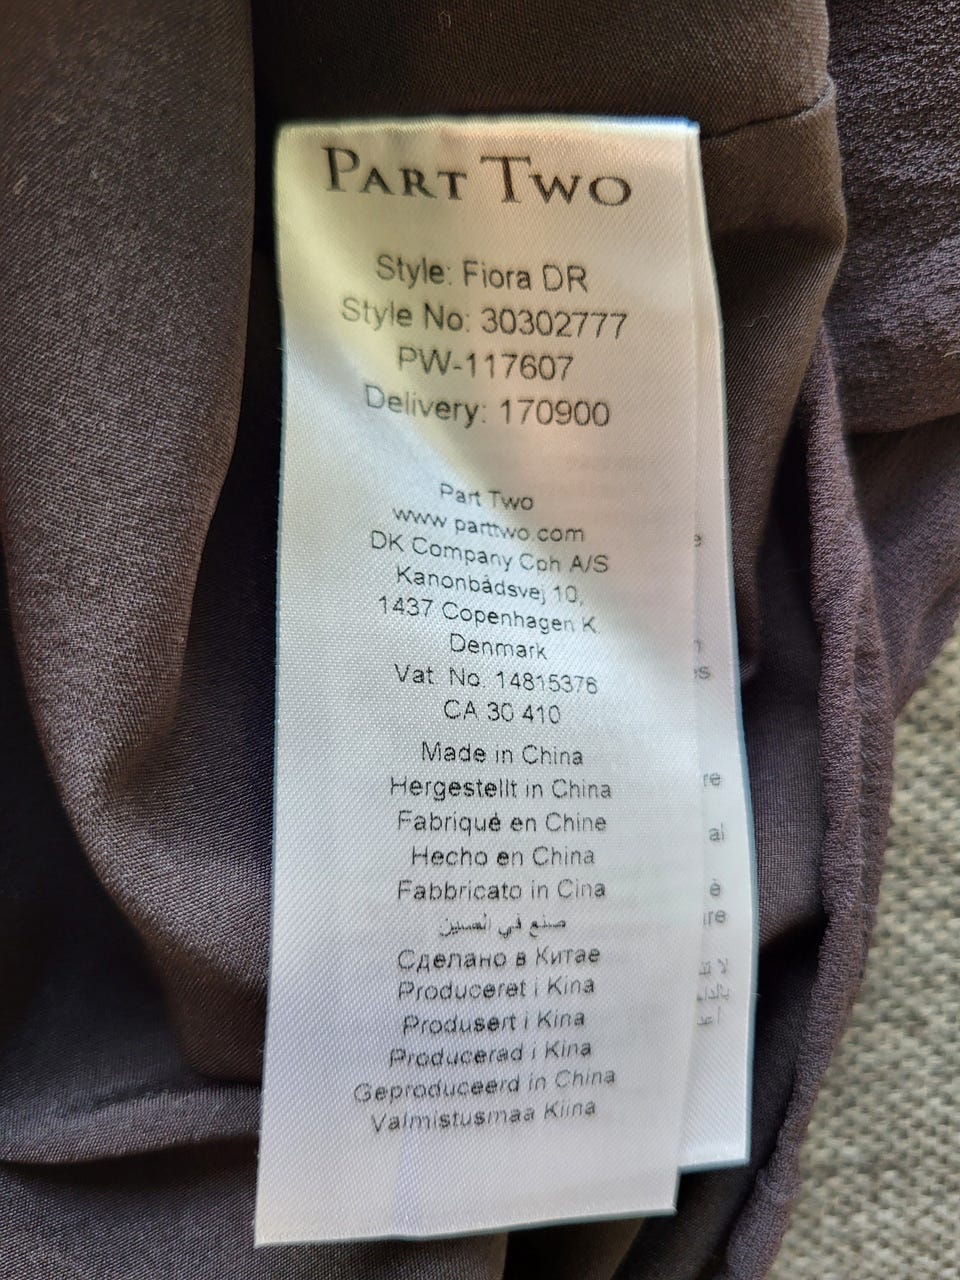 PART TWO
Style: Fiora DR
Style No: 30302777
PW-117607
Delivery: 170900
Part Two
www.parttwo.com
DK Company Cph A/S
Kanonbådsvej 10,
1437 Copenhagen K
Denmark
Vat. No. 14815376
CA 30 410
Made in China
Hergestellt in China
Fabriqué en Chine
Hecho en China
Fabbricato in Cina
صنع في الصين
Сделано в Китае
Produceret i Kina
Produsert i Kina
Producerad i Kina
Geproduceerd in China
Valmistusmaa Kiina
re
al
è